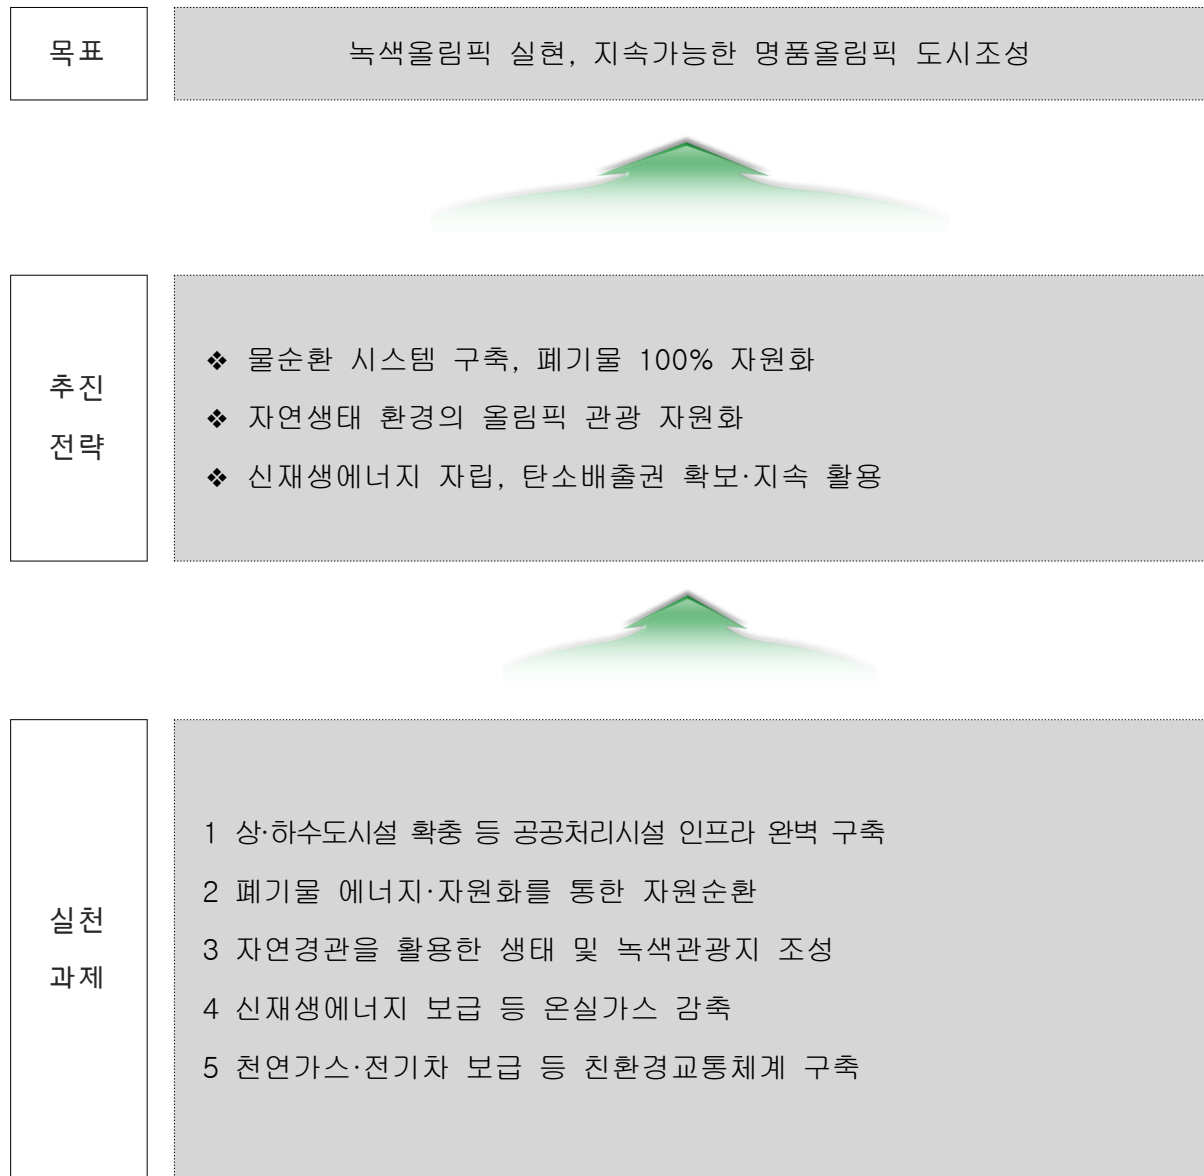 목표
녹색올림픽 실현, 지속가능한 명품올림픽 도시조성
추진
전략
❖ 물순환 시스템 구축, 폐기물 100% 자원화
❖ 자연생태 환경의 올림픽 관광 자원화
❖ 신재생에너지 자립, 탄소배출권 확보·지속 활용
실천
과제
1 상·하수도시설 확충 등 공공처리시설 인프라 완벽 구축
2 폐기물 에너지·자원화를 통한 자원순환
3 자연경관을 활용한 생태 및 녹색관광지 조성
4 신재생에너지 보급 등 온실가스 감축
5 천연가스·전기차 보급 등 친환경교통체계 구축